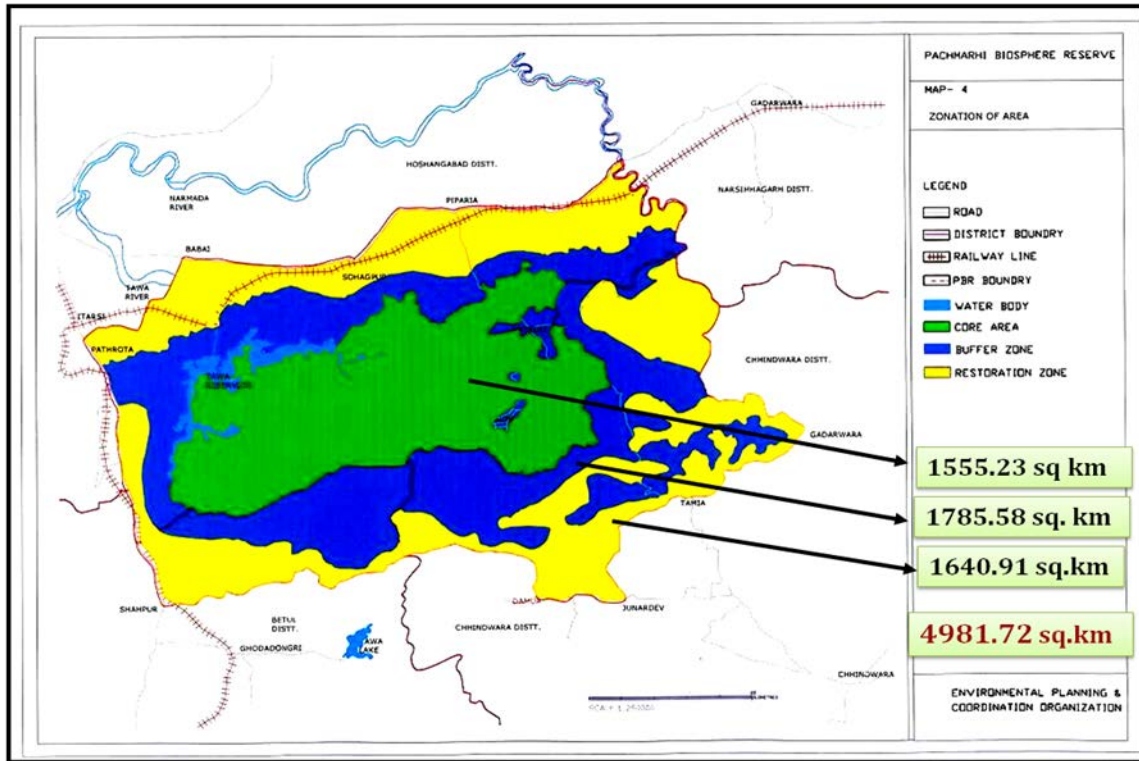 PACHMARHI BIOSPHERE RESERVE
MAP- 4
ZONATION OF AREA
LEGEND
ROAD
DISTRICT BOUNDRY
RAILWAY LINE
PBR BOUNDRY
WATER BODY
CORE AREA
BUFFER ZONE
RESTORATION ZONE
GADARWARA
HOSHANGABAD DISTT.
NARSIHHAGARH DISTT.
NARMADA
RIVER
PIPARIA
BABAI
SOHAGPUR
TAWA
RIVER
ITARSI
PATHROTA
CHHINDWARA DISTT.
GADARWARA
TAMIA
SHAHPUR
BETUL
DISTT.
GHODADONGRI
TAWA
LAKE
CHHINDWARA DISTT.
JUNARDEV
CHHINDWARA
1555.23 sq km
1785.58 sq. km
1640.91 sq.km
4981.72 sq.km
ENVIRONMENTAL PLANNING &
COORDINATION ORGANIZATION